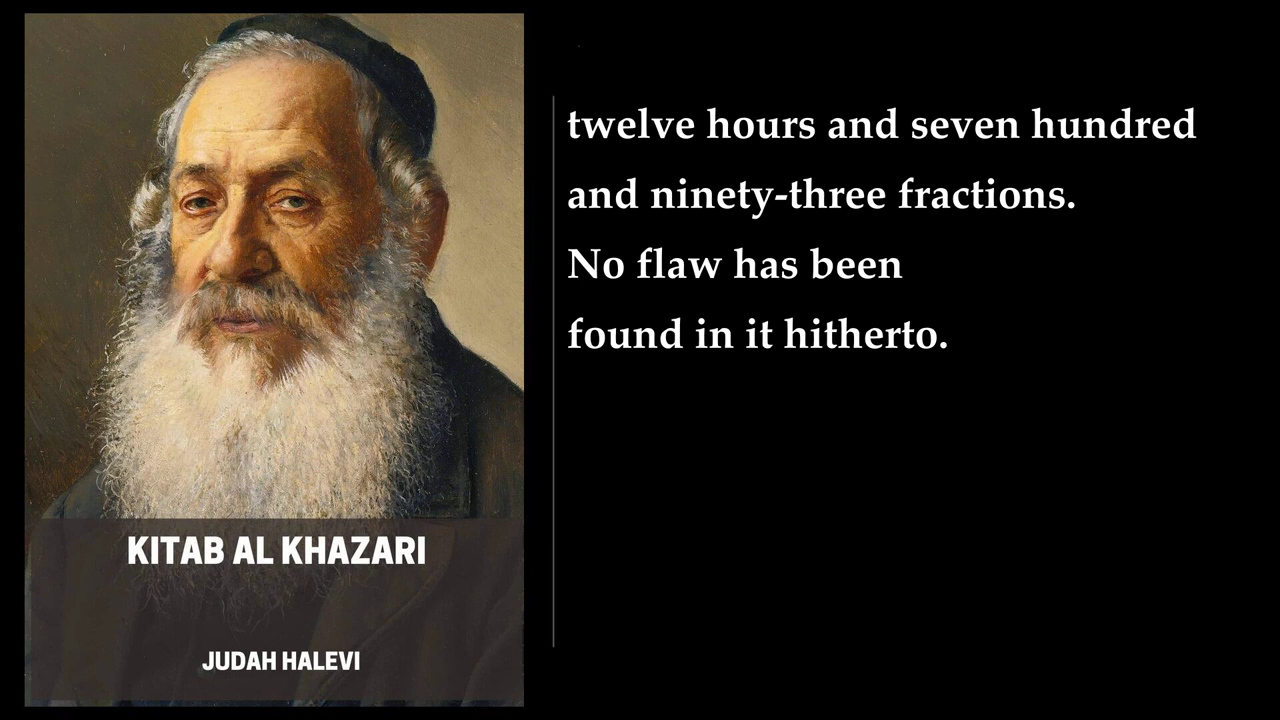 twelve hours and seven hundred
and ninety-three fractions.
No flaw has been
found in it hitherto.
KITAB AL KHAZARI
JUDAH HALEVI